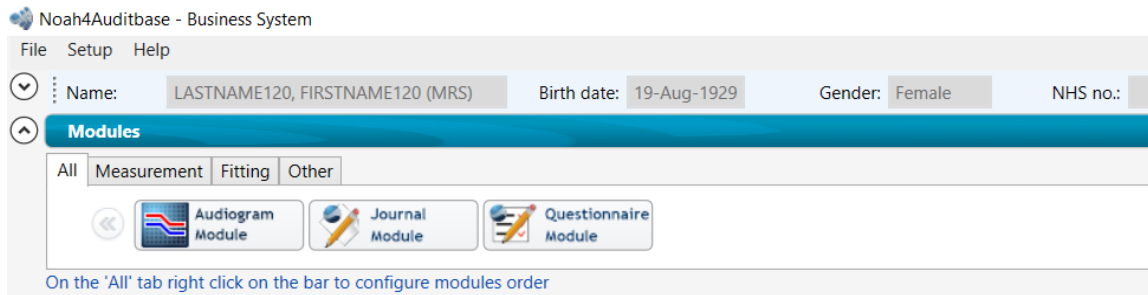 Noah4Auditbase - Business System
File Setup Help
Name: LASTNAME120, FIRSTNAME120 (MRS) Birth date: 19-Aug-1929 Gender: Female NHS no.:
Modules
All Measurement Fitting Other
Audiogram Module
Journal Module
Questionnaire Module
On the 'All' tab right click on the bar to configure modules order